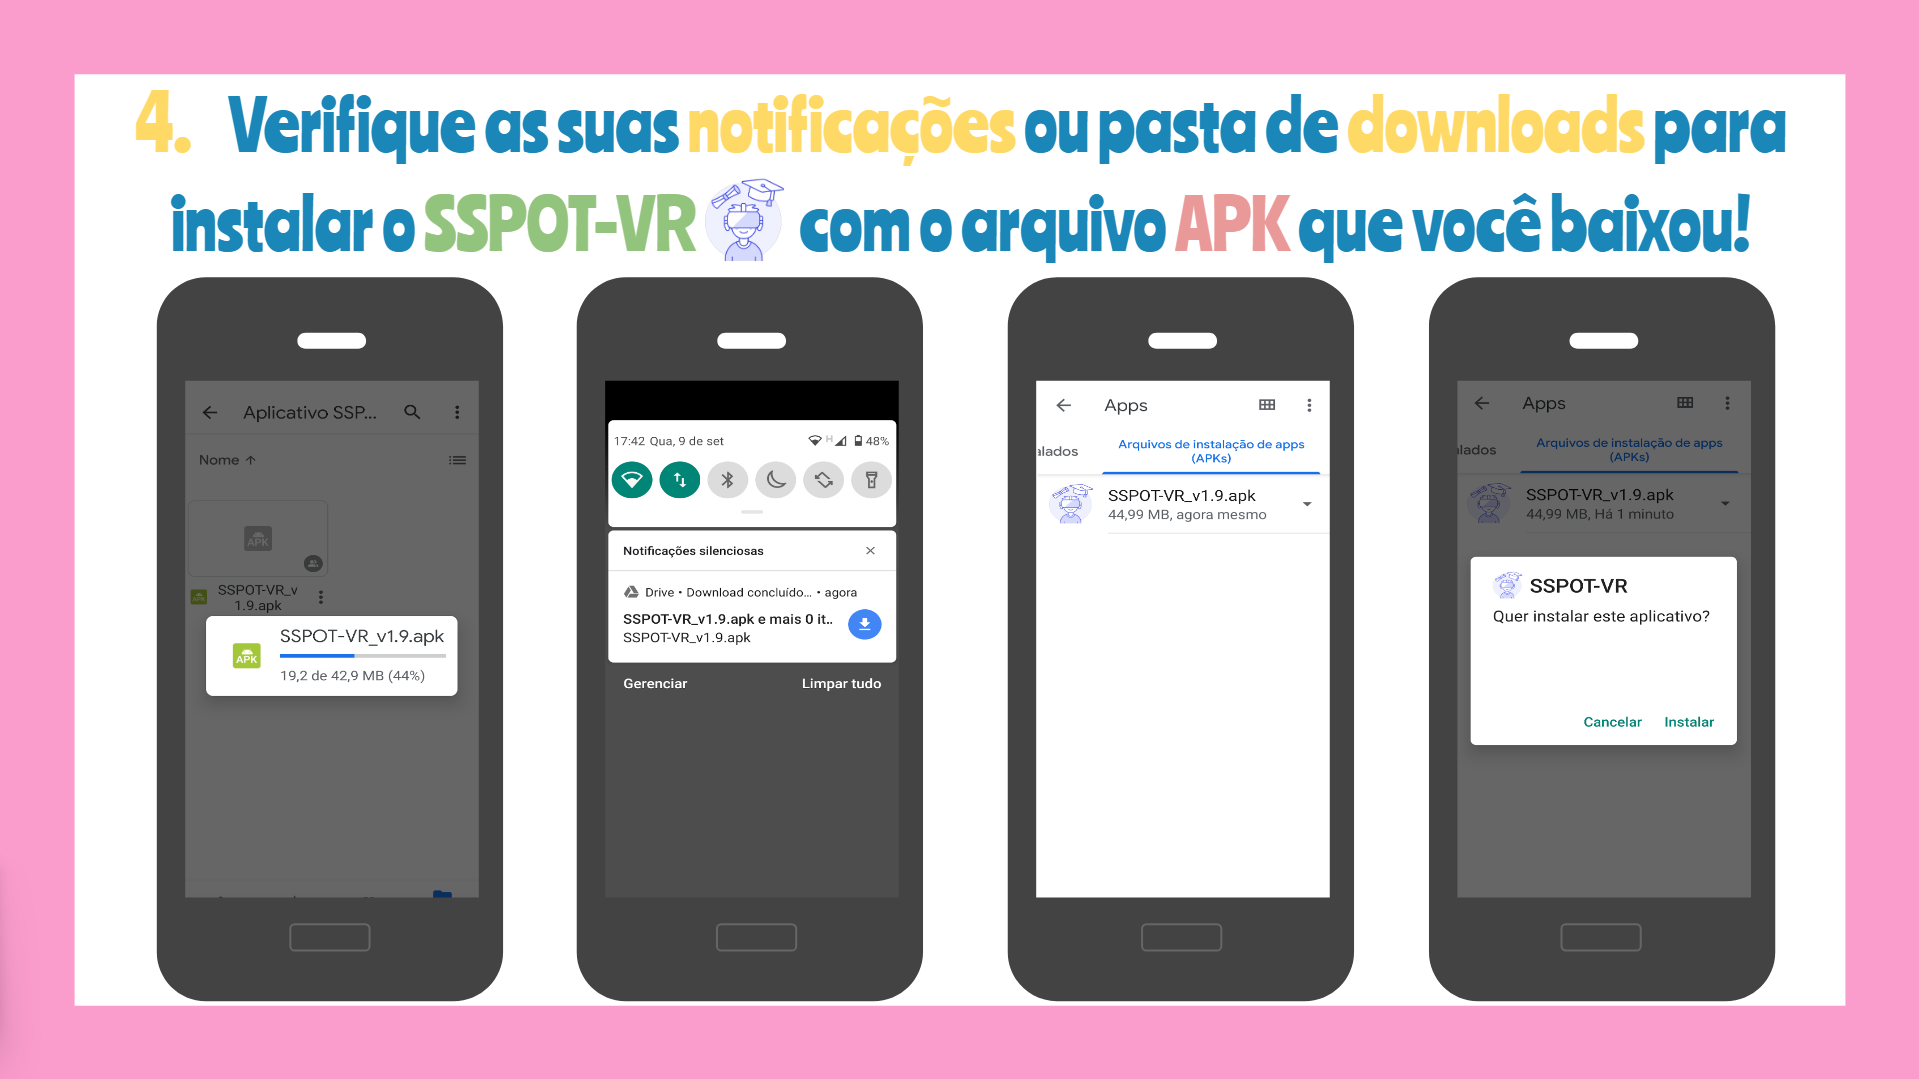 4. Verifique as suas notificações ou pasta de downloads para
instalar o SSPOT-VR com o arquivo APK que você baixou!
Aplicativo SSP...
Nome
APK
APK
SSPOT-VR_v
1.9.apk
APK
SSPOT-VR_v1.9.apk
19,2 de 42,9 MB (44%)
17:42 Qua, 9 de set
H
48%
Notificações silenciosas
Drive • Download concluído... • agora
SSPOT-VR_v1.9.apk e mais 0 it..
SSPOT-VR_v1.9.apk
Gerenciar Limpar tudo
Apps
alados
Arquivos de instalação de apps
(APKs)
SSPOT-VR_v1.9.apk
44,99 MB, agora mesmo
Apps
lados
Arquivos de instalação de apps
(APKs)
SSPOT-VR_v1.9.apk
44,99 MB, Há 1 minuto
SSPOT-VR
Quer instalar este aplicativo?
Cancelar Instalar